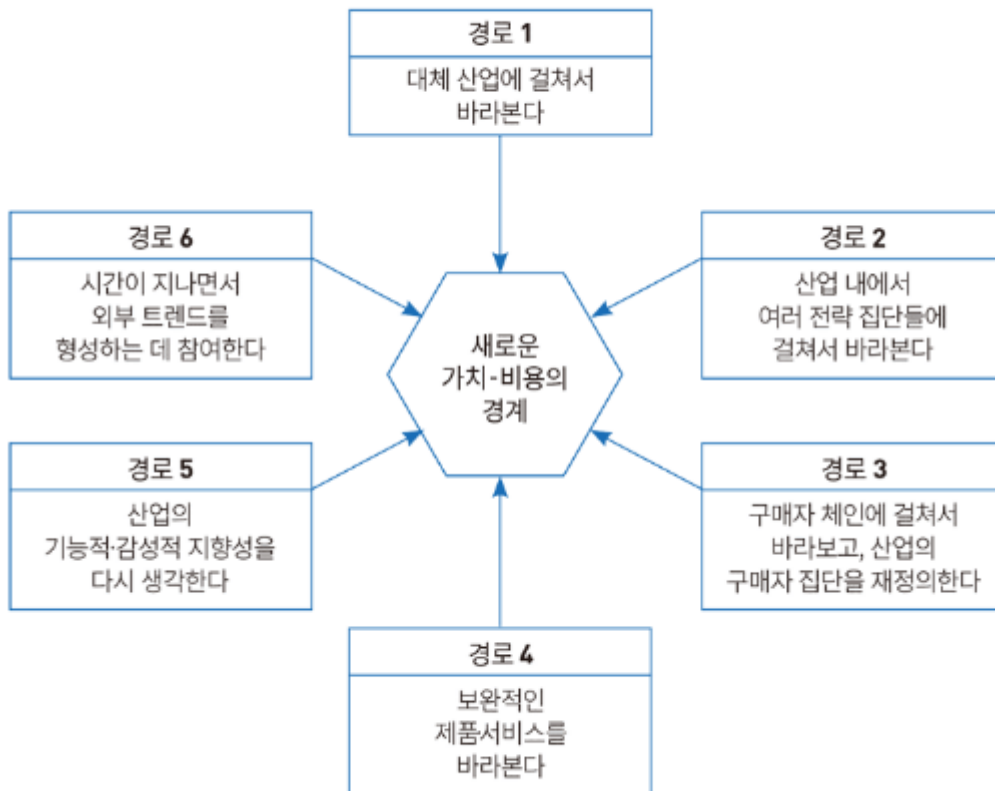 경로 1
대체 산업에 걸쳐서
바라본다
경로 6
시간이 지나면서
외부 트렌드를
형성하는 데 참여한다
경로 2
산업 내에서
여러 전략 집단들에
걸쳐서 바라본다
새로운
가치-비용의
경계
경로 5
산업의
기능적·감성적 지향성을
다시 생각한다
경로 3
구매자 체인에 걸쳐서
바라보고, 산업의
구매자 집단을 재정의한다
경로 4
보완적인
제품서비스를
바라본다